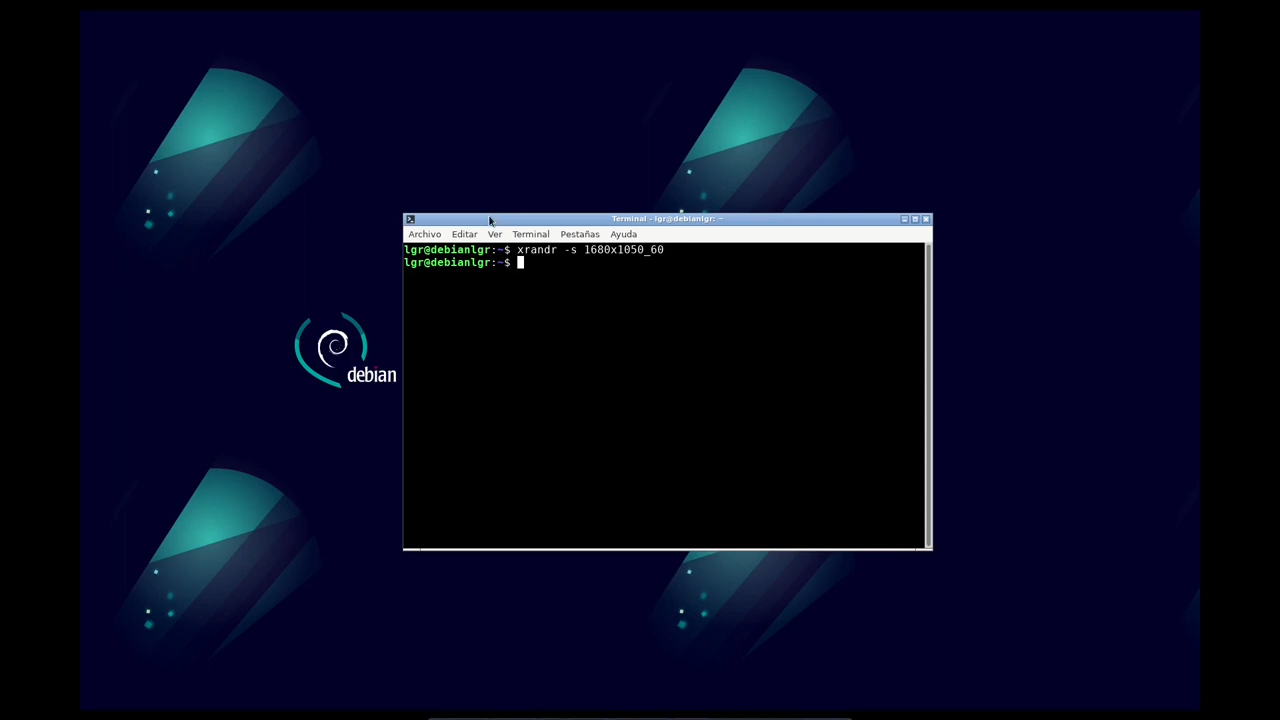 Terminal - lgr@debianlgr: ~
Archivo Editar Ver Terminal Pestañas Ayuda
lgr@debianlgr:~$ xrandr -s 1680x1050_60
lgr@debianlgr:~$
debian